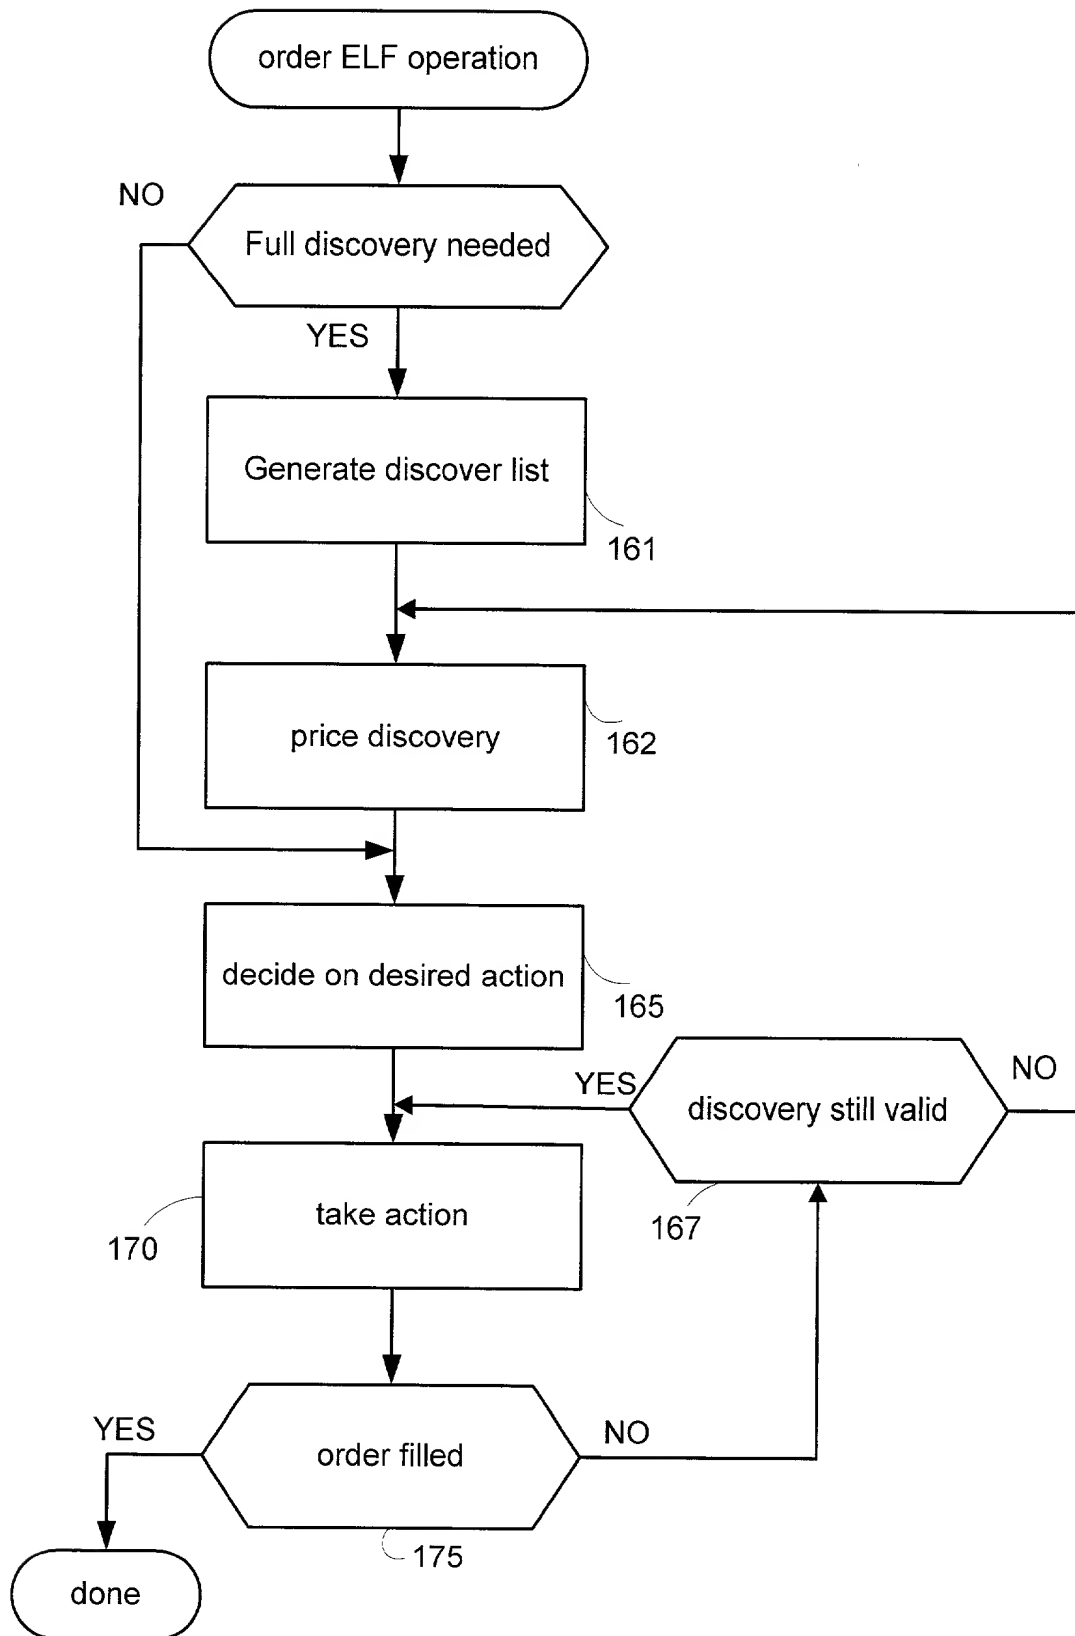 order ELF operation
NO
Full discovery needed
YES
Generate discover list
161
price discovery
162
decide on desired action
165
YES
NO
discovery still valid
167
take action
170
YES
NO
order filled
175
done